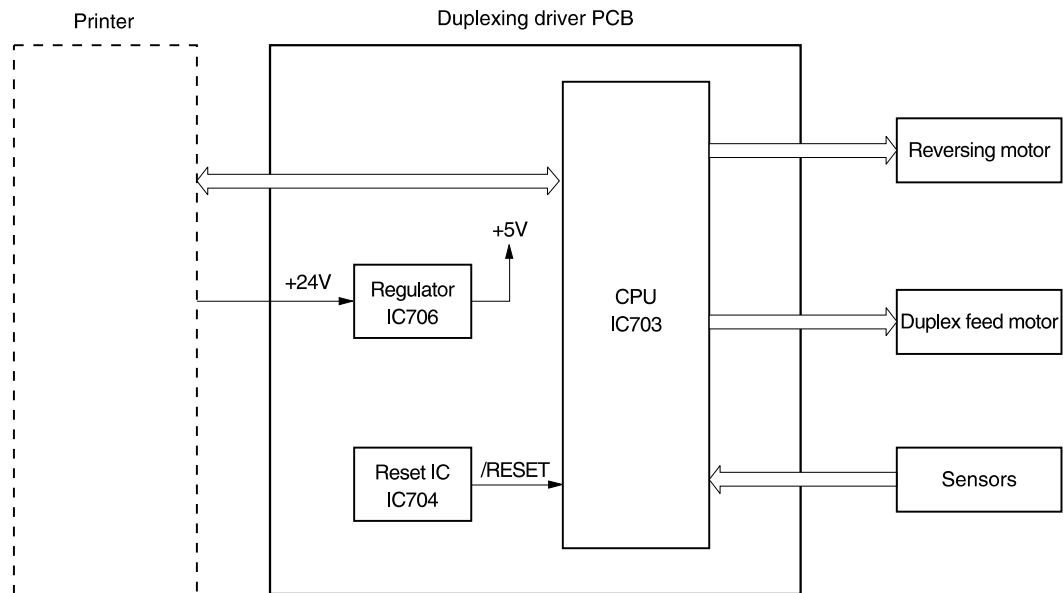 Printer
Duplexing driver PCB
Reversing motor
+5V
+24V
Regulator
IC706
CPU
IC703
Duplex feed motor
Reset IC
IC704
/RESET
Sensors